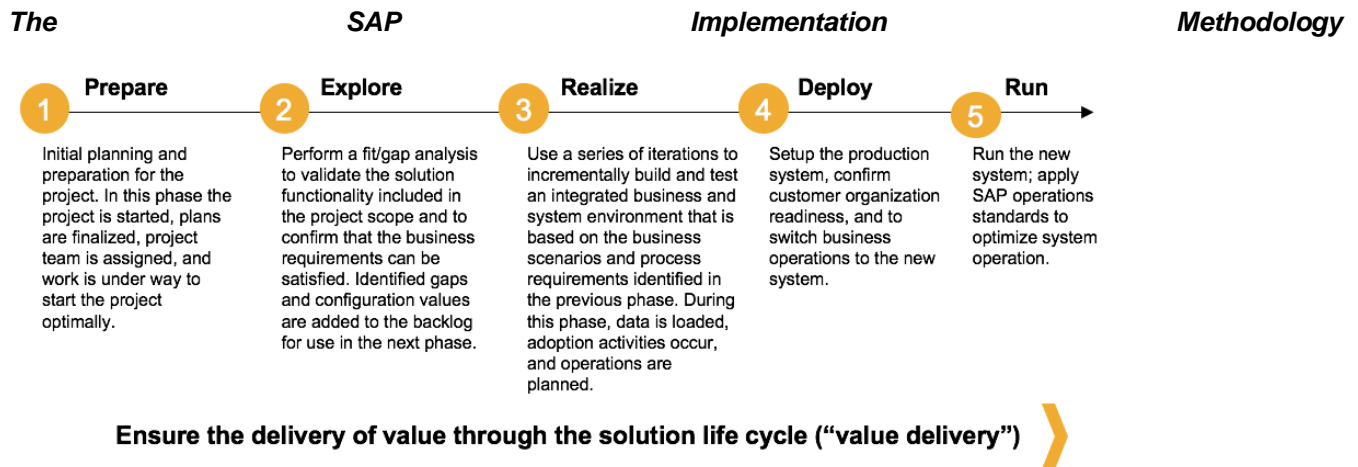 The SAP Implementation Methodology
1 Prepare
Initial planning and
preparation for the
project. In this phase the
project is started, plans
are finalized, project
team is assigned, and
work is under way to
start the project
optimally.
2 Explore
Perform a fit/gap analysis
to validate the solution
functionality included in
the project scope and to
confirm that the business
requirements can be
satisfied. Identified gaps
and configuration values
are added to the backlog
for use in the next phase.
3 Realize
Use a series of iterations to
incrementally build and test
an integrated business and
system environment that is
based on the business
scenarios and process
requirements identified in
the previous phase. During
this phase, data is loaded,
adoption activities occur,
and operations are
planned.
4 Deploy
Setup the production
system, confirm
customer organization
readiness, and to
switch business
operations to the new
system.
5 Run
Run the new
system; apply
SAP operations
standards to
optimize system
operation.
Ensure the delivery of value through the solution life cycle (“value delivery”)